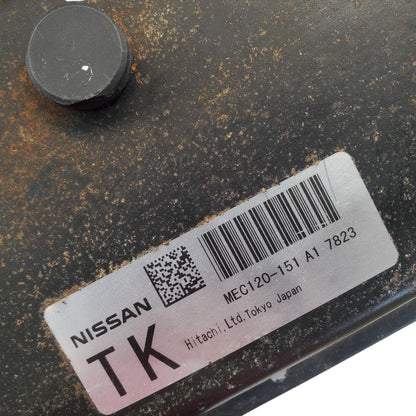 NISSAN
MEC120-151 A1 7823
TK
Hitachi,Ltd.Tokyo Japan